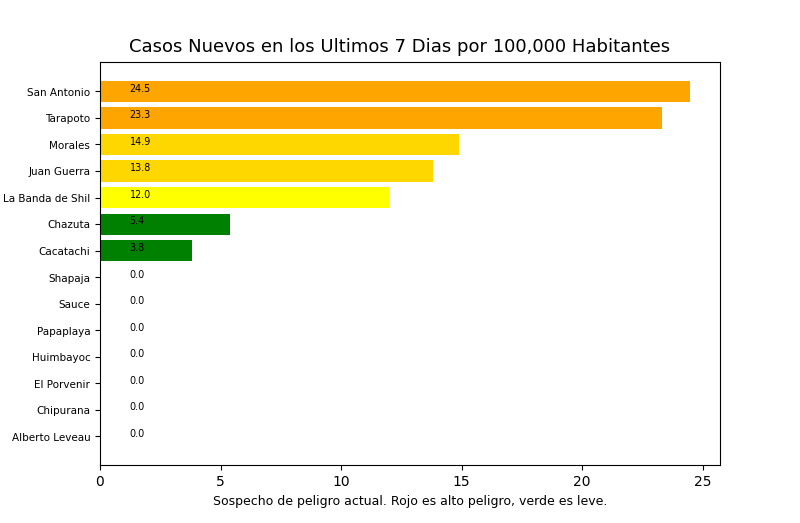 Casos Nuevos en los Ultimos 7 Dias por 100,000 Habitantes
San Antonio 24.5
Tarapoto 23.3
Morales 14.9
Juan Guerra 13.8
La Banda de Shil 12.0
Chazuta 5.4
Cacatachi 3.8
Shapaja 0.0
Sauce 0.0
Papaplaya 0.0
Huimbayoc 0.0
El Porvenir 0.0
Chipurana 0.0
Alberto Leveau 0.0
0 5 10 15 20 25
Sospecho de peligro actual. Rojo es alto peligro, verde es leve.